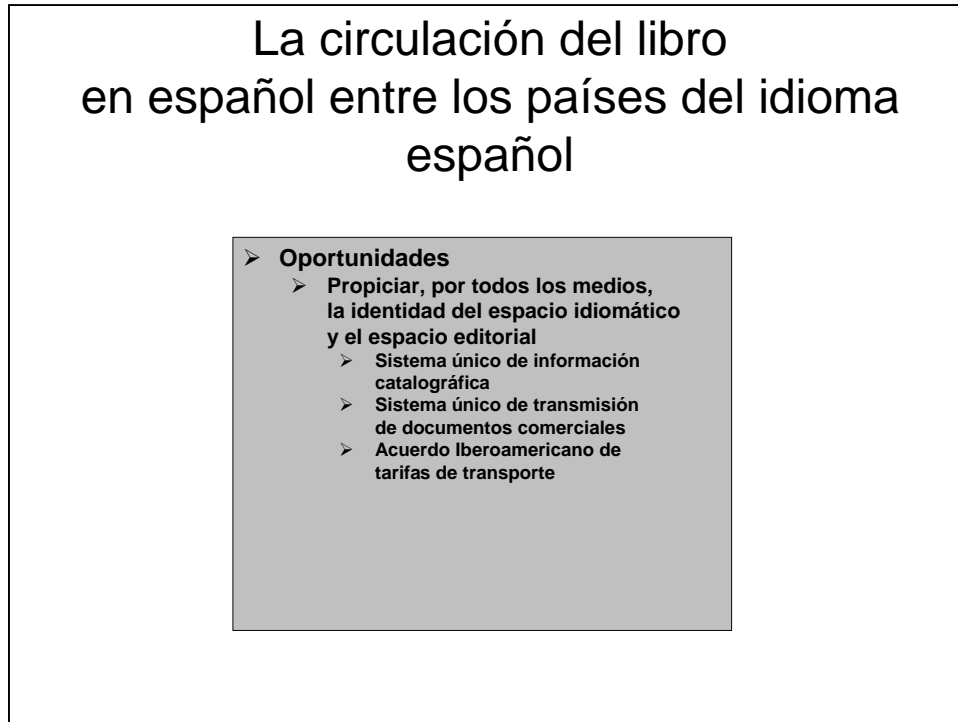 La circulación del libro
en español entre los países del idioma
español
➢ Oportunidades
➢ Propiciar, por todos los medios,
la identidad del espacio idiomático
y el espacio editorial
➢ Sistema único de información
catalográfica
➢ Sistema único de transmisión
de documentos comerciales
➢ Acuerdo Iberoamericano de
tarifas de transporte